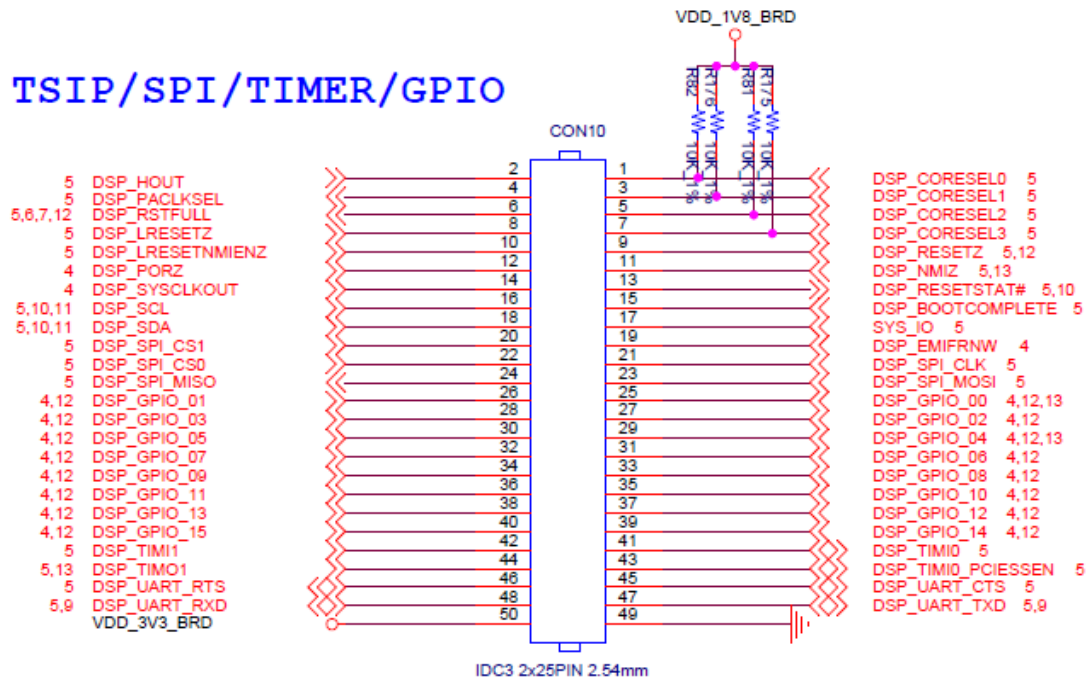 VDD_1V8_BRD
TSIP/SPI/TIMER/GPIO
R82 10K_1%
R176 10K_1%
R81 10K_1%
R175 10K_1%
CON10
5 DSP_HOUT 2 1 DSP_CORESEL0 5
5 DSP_PACLKSEL 4 3 DSP_CORESEL1 5
5,6,7,12 DSP_RSTFULL 6 5 DSP_CORESEL2 5
5 DSP_LRESETZ 8 7 DSP_CORESEL3 5
5 DSP_LRESETNMIENZ 10 9 DSP_RESETZ 5,12
4 DSP_PORZ 12 11 DSP_NMIZ 5,13
4 DSP_SYSCLKOUT 14 13 DSP_RESETSTAT# 5,10
5,10,11 DSP_SCL 16 15 DSP_BOOTCOMPLETE 5
5,10,11 DSP_SDA 18 17 SYS_IO 5
5 DSP_SPI_CS1 20 19 DSP_EMIFRNW 4
5 DSP_SPI_CS0 22 21 DSP_SPI_CLK 5
5 DSP_SPI_MISO 24 23 DSP_SPI_MOSI 5
4,12 DSP_GPIO_01 26 25 DSP_GPIO_00 4,12,13
4,12 DSP_GPIO_03 28 27 DSP_GPIO_02 4,12
4,12 DSP_GPIO_05 30 29 DSP_GPIO_04 4,12,13
4,12 DSP_GPIO_07 32 31 DSP_GPIO_06 4,12
4,12 DSP_GPIO_09 34 33 DSP_GPIO_08 4,12
4,12 DSP_GPIO_11 36 35 DSP_GPIO_10 4,12
4,12 DSP_GPIO_13 38 37 DSP_GPIO_12 4,12
4,12 DSP_GPIO_15 40 39 DSP_GPIO_14 4,12
5 DSP_TIMI1 42 41 DSP_TIMI0 5
5,13 DSP_TIMO1 44 43 DSP_TIMI0_PCIESSEN 5
5 DSP_UART_RTS 46 45 DSP_UART_CTS 5
5,9 DSP_UART_RXD 48 47 DSP_UART_TXD 5,9
VDD_3V3_BRD 50 49
IDC3 2x25PIN 2.54mm